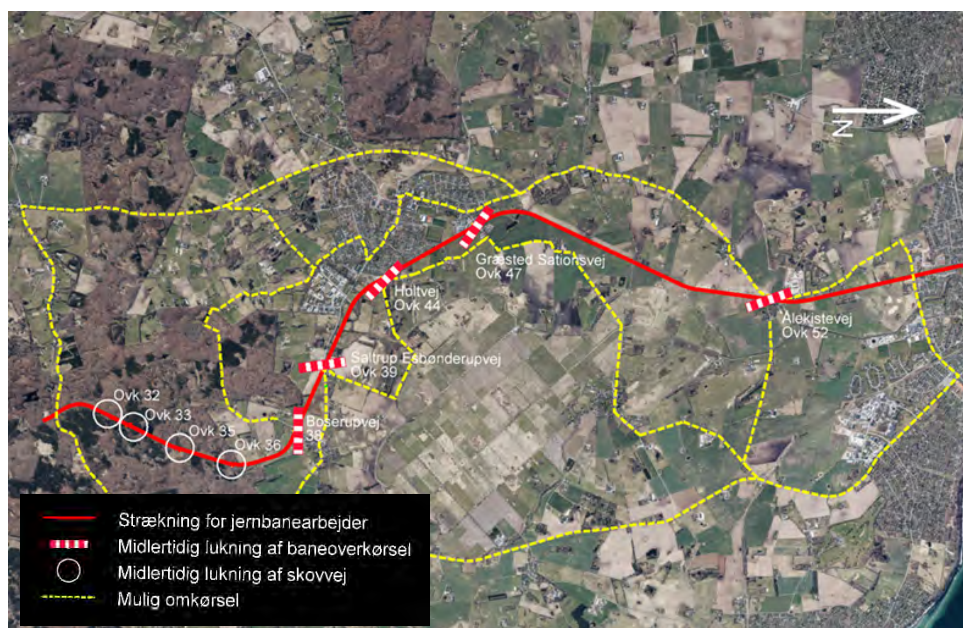 N
Græsted Sationsvej
Ovk 47
Holtvej
Ovk 44
Ålekistevej
Ovk 52
Saltrup Esbønderupvej
Ovk 39
Ovk 32
Ovk 33
Ovk 35
Ovk 36
Boserupvej
38
Strækning for jernbanearbejder
Midlertidig lukning af baneoverkørsel
Midlertidig lukning af skovvej
Mulig omkørsel